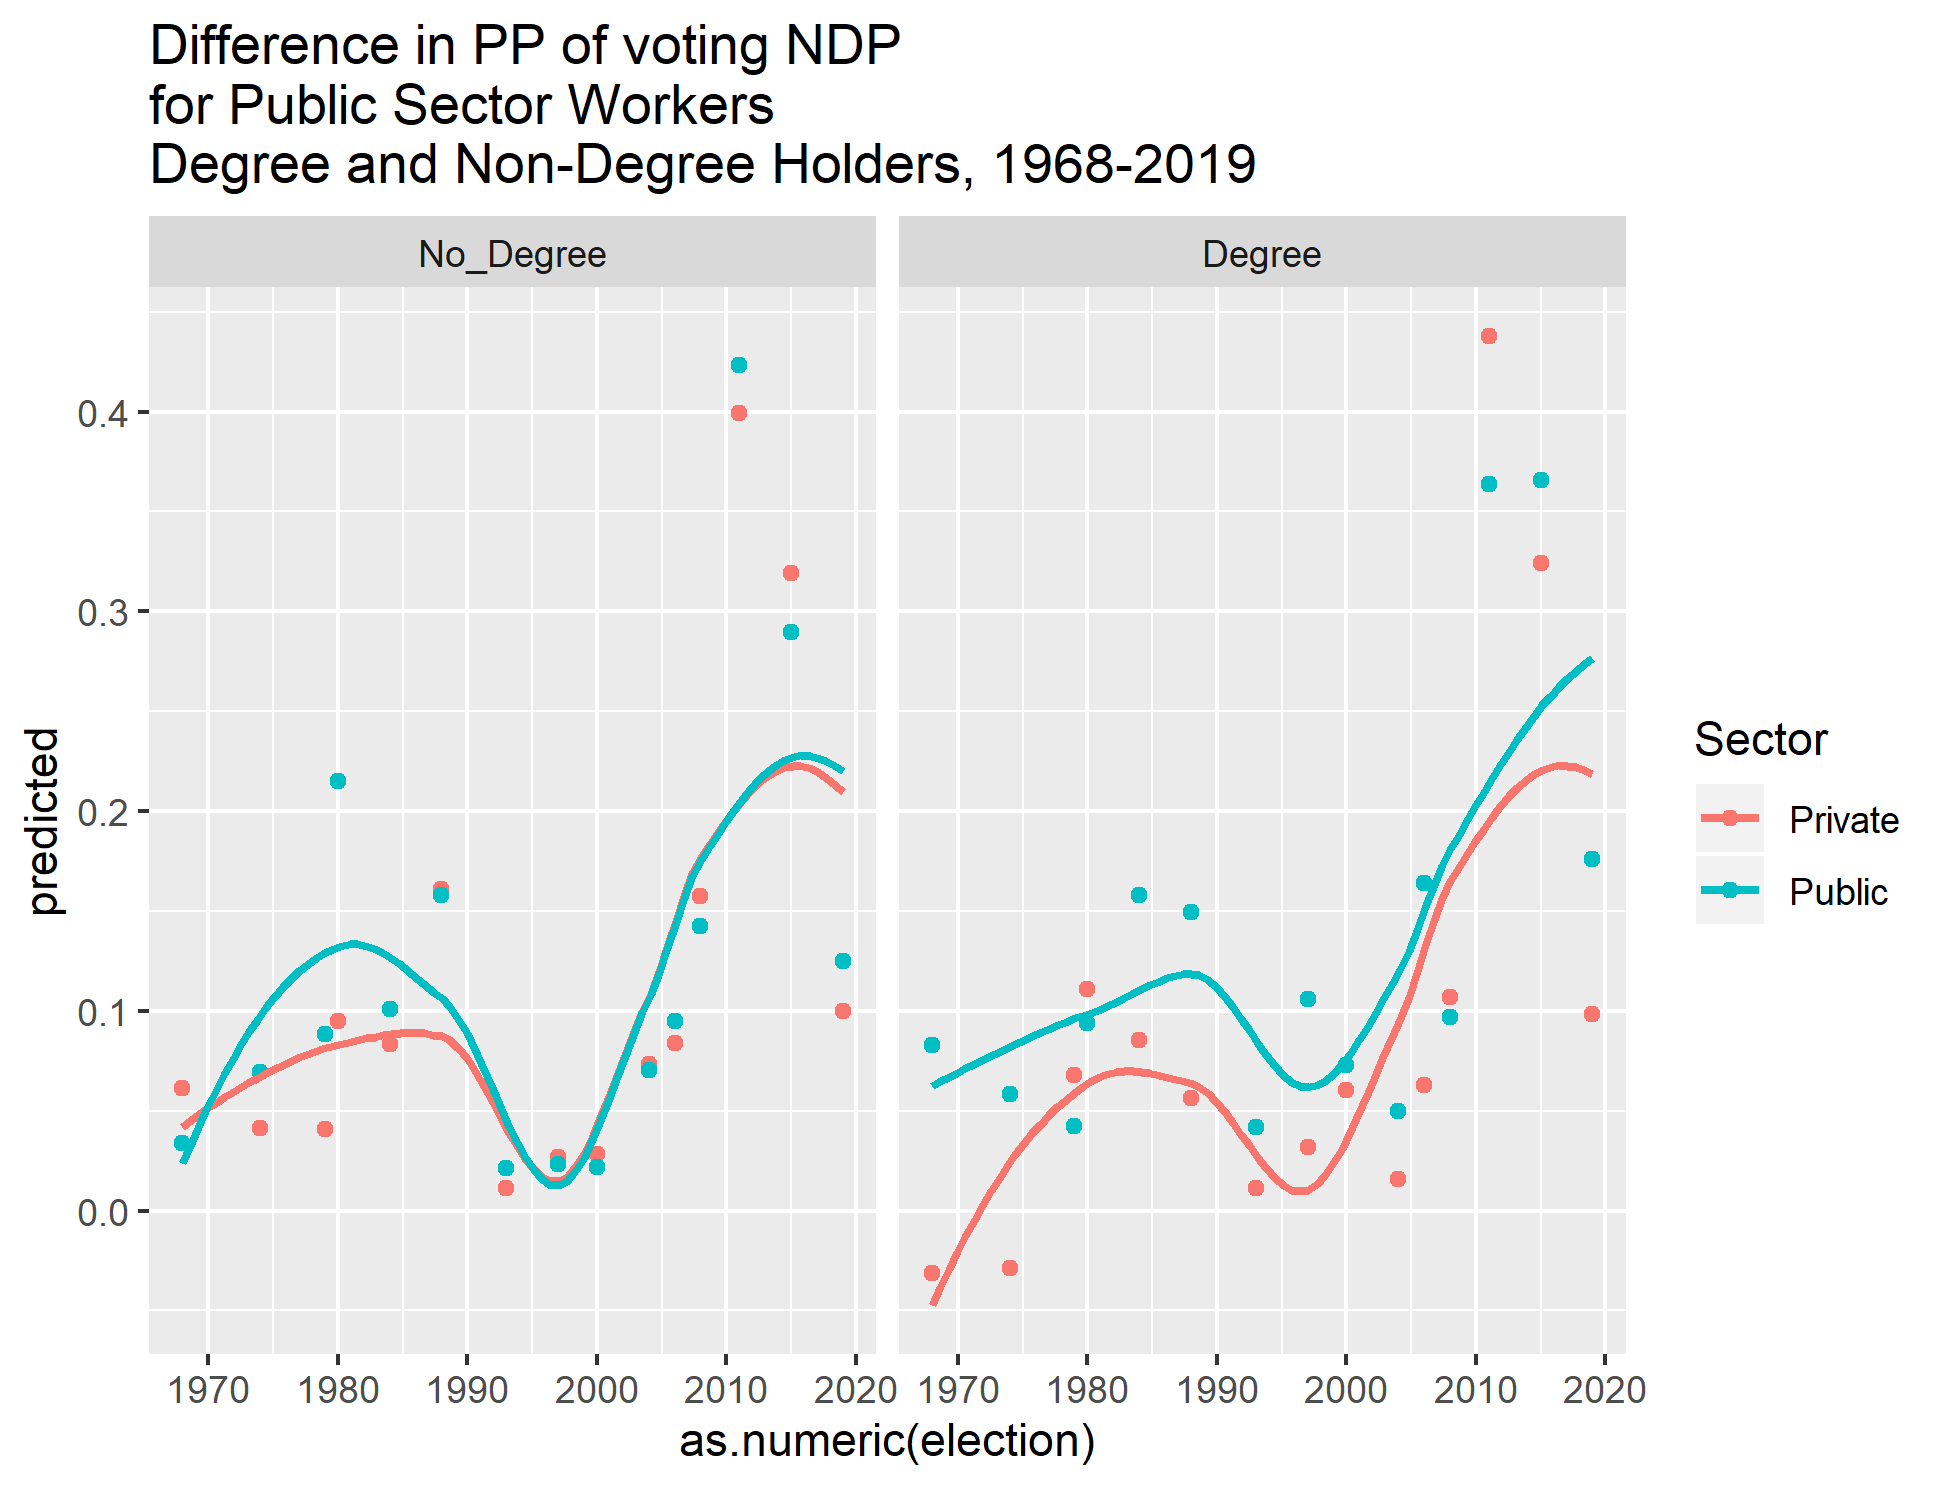 Difference in PP of voting NDP
for Public Sector Workers
Degree and Non-Degree Holders, 1968-2019
No_Degree
Degree
0.4
0.3
0.2
0.1
0.0
predicted
1970 1980 1990 2000 2010 2020
1970 1980 1990 2000 2010 2020
as.numeric(election)
Sector
Private
Public